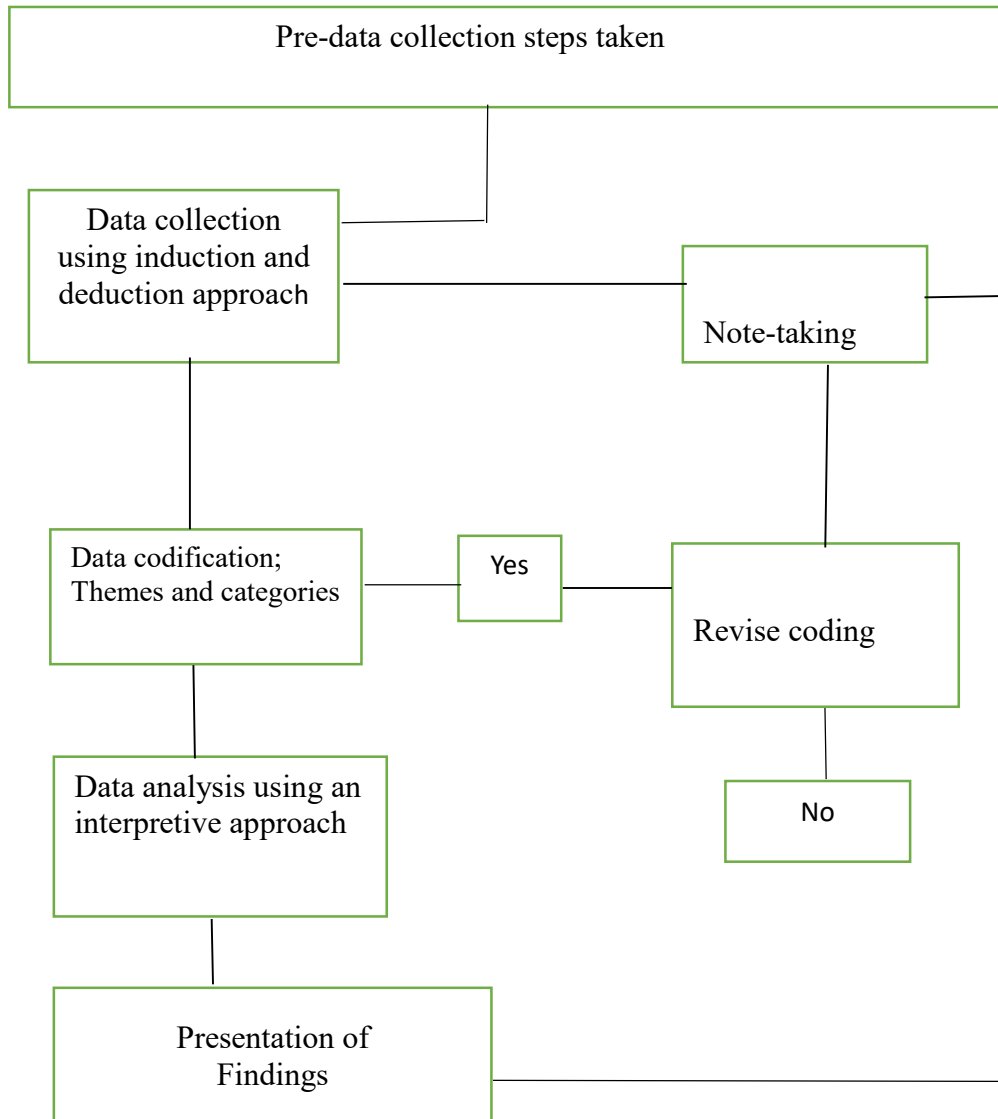 Pre-data collection steps taken
Data collection
using induction and
deduction approach
Note-taking
Data codification;
Themes and categories
Yes
Revise coding
Data analysis using an
interpretive approach
No
Presentation of
Findings